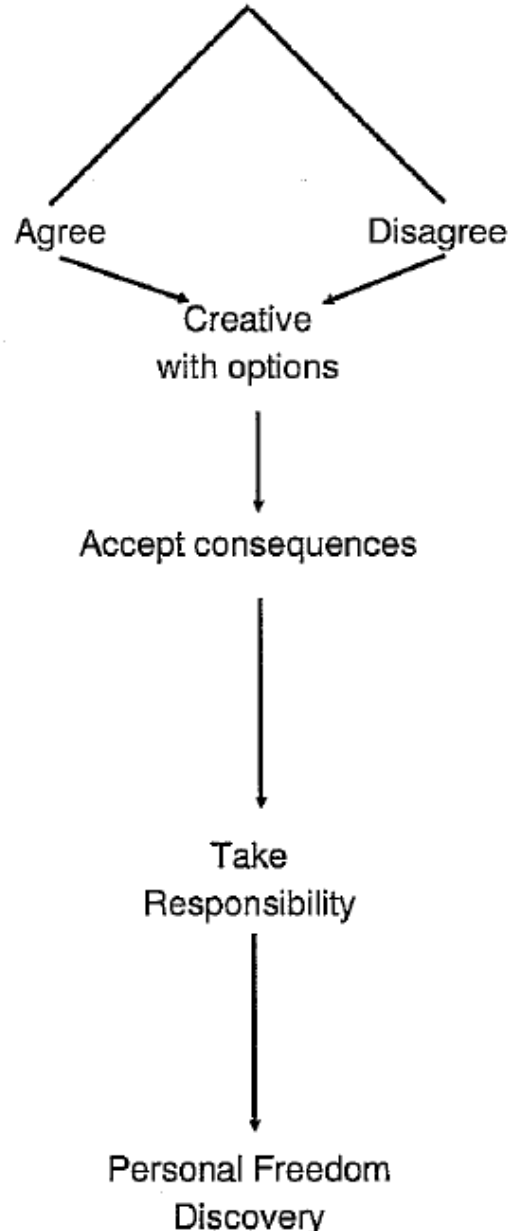 Agree Disagree
Creative
with options
Accept consequences
Take
Responsibility
Personal Freedom
Discovery